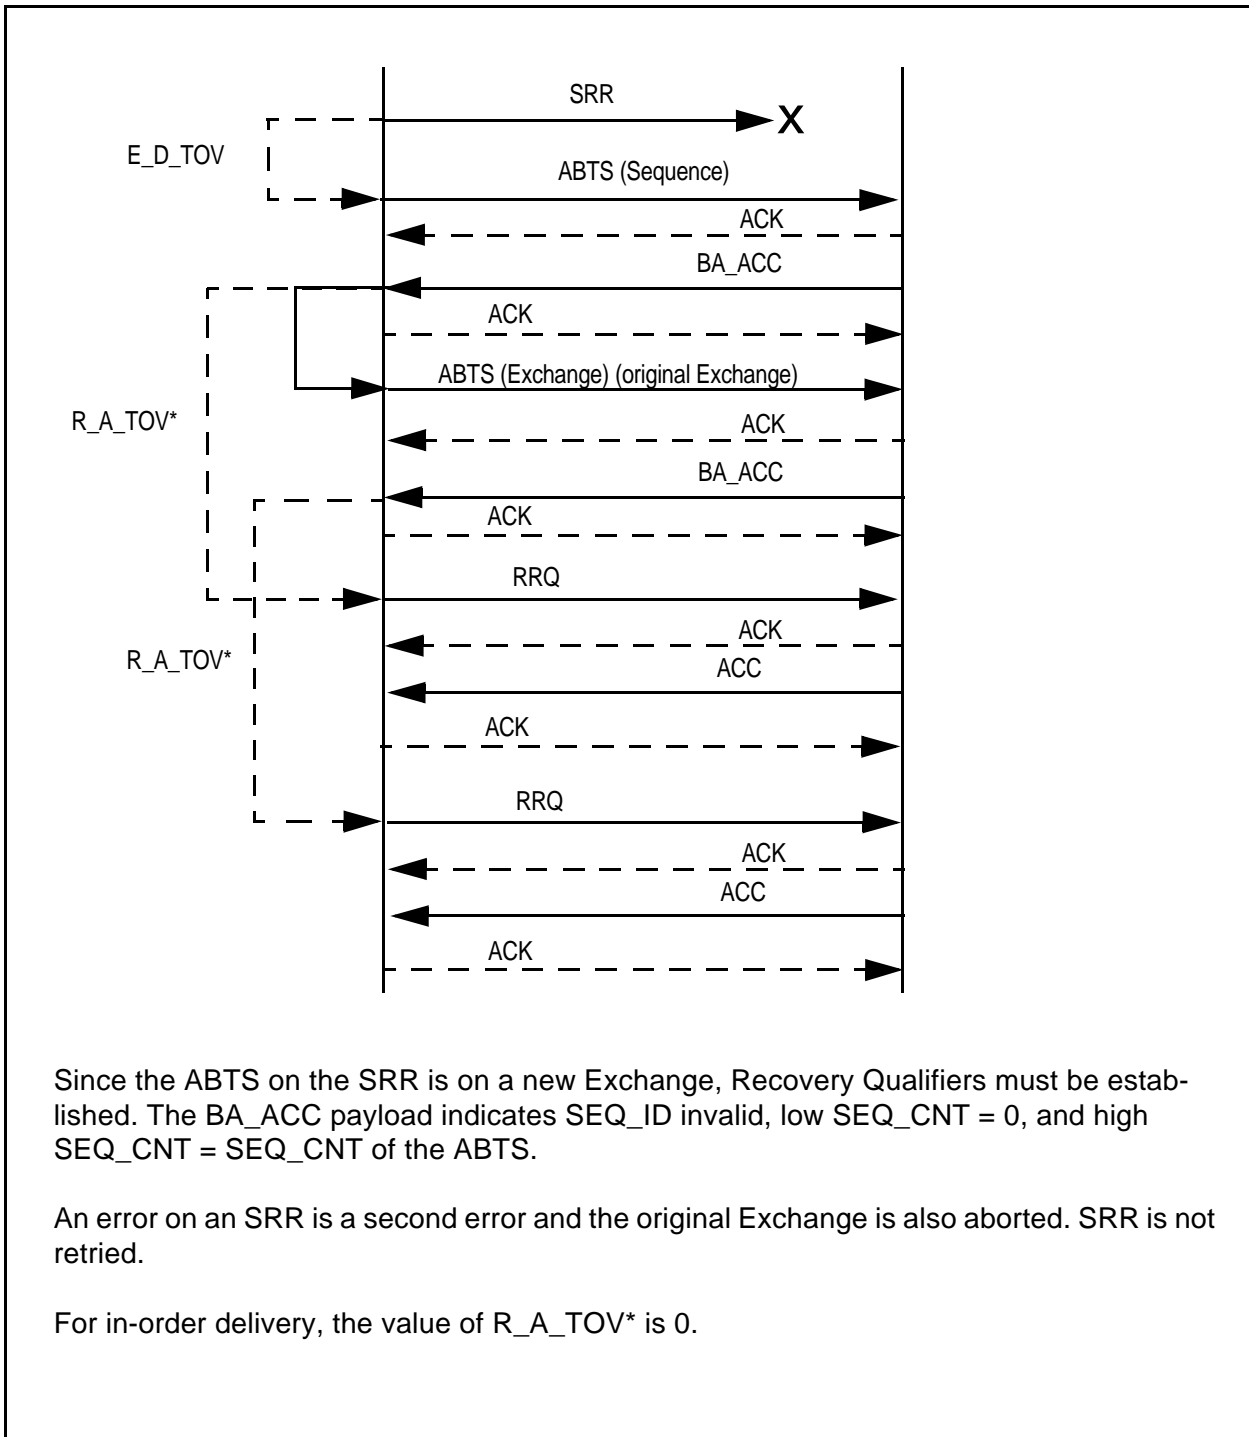 SRR
X
E_D_TOV
ABTS (Sequence)
ACK
BA_ACC
ACK
ABTS (Exchange) (original Exchange)
R_A_TOV*
ACK
BA_ACC
ACK
RRQ
ACK
R_A_TOV*
ACC
ACK
RRQ
ACK
ACC
ACK
Since the ABTS on the SRR is on a new Exchange, Recovery Qualifiers must be estab-
lished. The BA_ACC payload indicates SEQ_ID invalid, low SEQ_CNT = 0, and high
SEQ_CNT = SEQ_CNT of the ABTS.
An error on an SRR is a second error and the original Exchange is also aborted. SRR is not
retried.
For in-order delivery, the value of R_A_TOV* is 0.